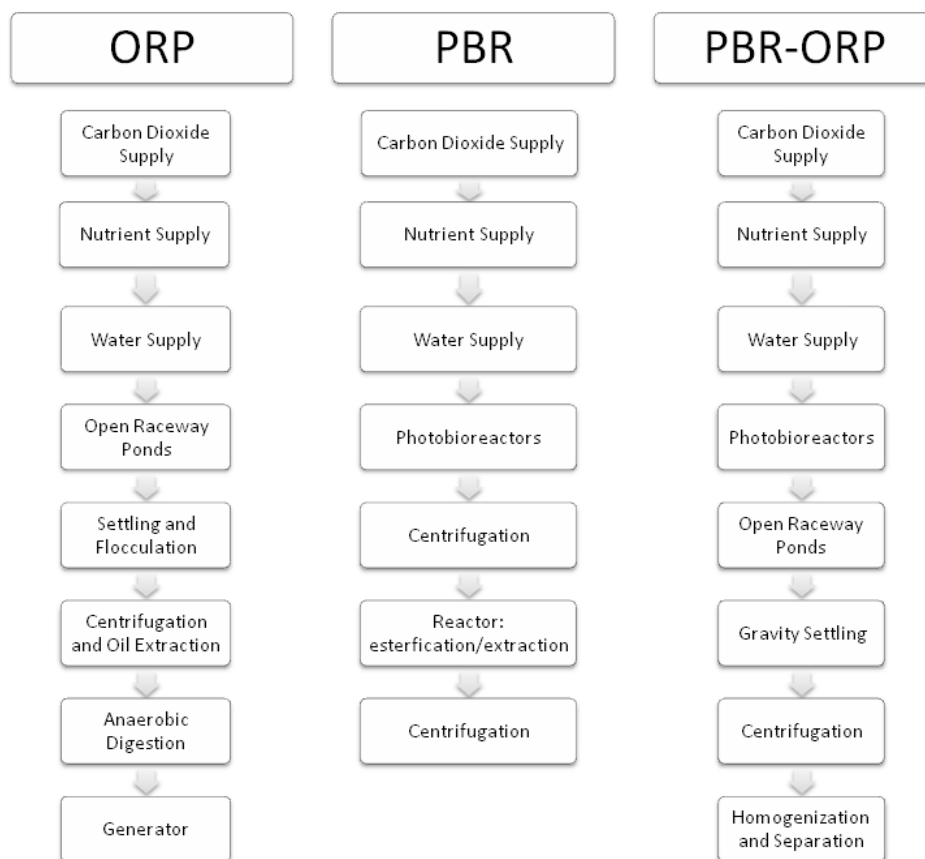 ORP
Carbon Dioxide
Supply
Nutrient Supply
Water Supply
Open Raceway
Ponds
Settling and
Flocculation
Centrifugation
and Oil Extraction
Anaerobic
Digestion
Generator
PBR
Carbon Dioxide Supply
Nutrient Supply
Water Supply
Photobioreactors
Centrifugation
Reactor:
esterfication/extraction
Centrifugation
PBR-ORP
Carbon Dioxide
Supply
Nutrient Supply
Water Supply
Photobioreactors
Open Raceway
Ponds
Gravity Settling
Centrifugation
Homogenization
and Separation